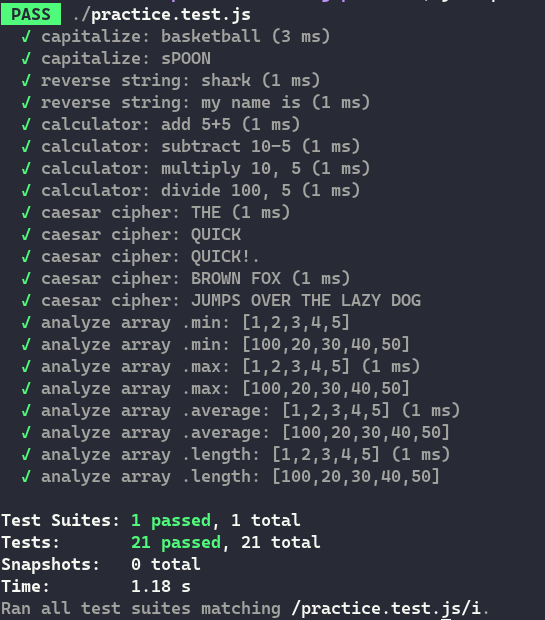 PASS ./practice.test.js
✓ capitalize: basketball (3 ms)
✓ capitalize: sPOON
✓ reverse string: shark (1 ms)
✓ reverse string: my name is (1 ms)
✓ calculator: add 5+5 (1 ms)
✓ calculator: subtract 10-5 (1 ms)
✓ calculator: multiply 10, 5 (1 ms)
✓ calculator: divide 100, 5 (1 ms)
✓ caesar cipher: THE (1 ms)
✓ caesar cipher: QUICK
✓ caesar cipher: QUICK!.
✓ caesar cipher: BROWN FOX (1 ms)
✓ caesar cipher: JUMPS OVER THE LAZY DOG
✓ analyze array .min: [1,2,3,4,5]
✓ analyze array .min: [100,20,30,40,50]
✓ analyze array .max: [1,2,3,4,5] (1 ms)
✓ analyze array .max: [100,20,30,40,50]
✓ analyze array .average: [1,2,3,4,5] (1 ms)
✓ analyze array .average: [100,20,30,40,50]
✓ analyze array .length: [1,2,3,4,5] (1 ms)
✓ analyze array .length: [100,20,30,40,50]
Test Suites: 1 passed, 1 total
Tests: 21 passed, 21 total
Snapshots: 0 total
Time: 1.18 s
Ran all test suites matching /practice.test.js/i.